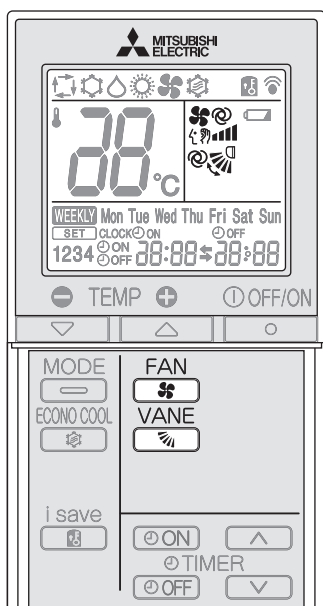 MITSUBISHI
ELECTRIC
88
°C
WEEKLY Mon Tue Wed Thu Fri Sat Sun
SET CLOCK ON OFF
1234 ON OFF 88:88 88:88
TEMP OFF/ON
MODE FAN
ECONO COOL VANE
i save
ON
TIMER
OFF